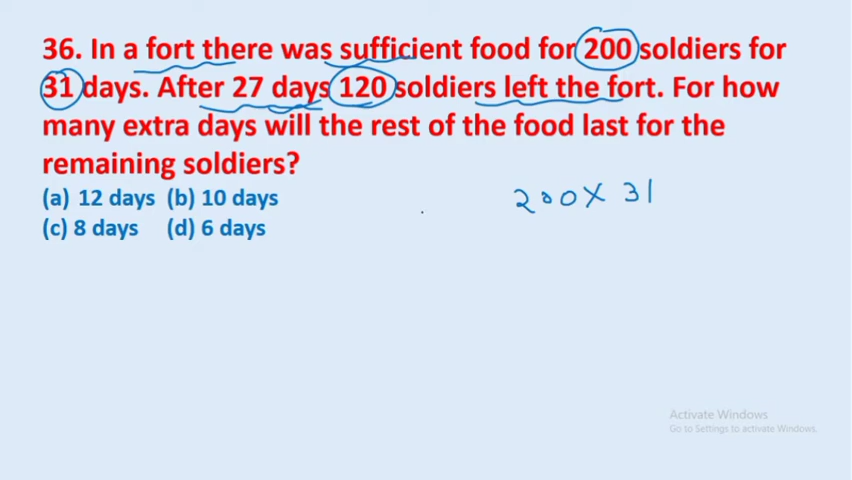 36. In a fort there was sufficient food for 200 soldiers for
31 days. After 27 days 120 soldiers left the fort. For how
many extra days will the rest of the food last for the
remaining soldiers?
(a) 12 days (b) 10 days
200 X 31
(c) 8 days (d) 6 days
Activate Windows
Go to Settings to activate Windows.